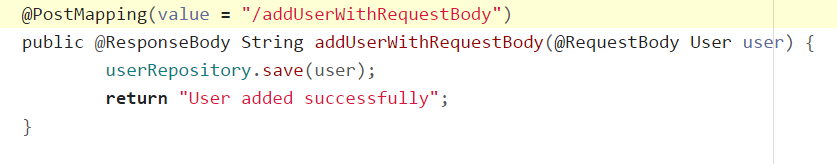 @PostMapping(value = "/addUserWithRequestBody")
public @ResponseBody String addUserWithRequestBody(@RequestBody User user) {
        userRepository.save(user);
        return "User added successfully";
}